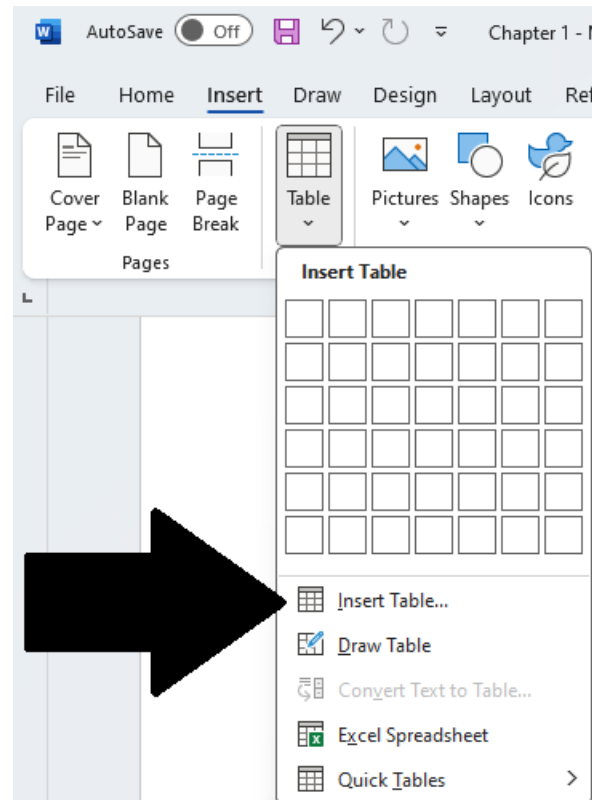 W AutoSave Off Chapter 1 -
File Home Insert Draw Design Layout Ref
Cover Page
Blank Page
Page Break
Table
Pictures
Shapes
Icons
Pages
Insert Table
Insert Table...
Draw Table
Convert Text to Table...
Excel Spreadsheet
Quick Tables